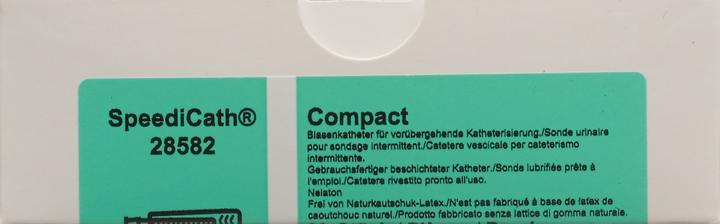 SpeediCath®
28582
Compact
Blasenkatheter für vorübergehende Katheterisierung./Sonde urinaire
pour sondage intermittent./Catetere vescicale per cateterismo
intermittente.
Gebrauchsfertiger beschichteter Katheter./Sonde lubrifiée prête à
l'emploi./Catetere rivestito pronto all'uso.
Nelaton
Frei von Naturkautschuk-Latex./N'est pas fabriqué à base de latex de
caoutchouc naturel./Prodotto fabbricato senza lattice di gomma naturale.